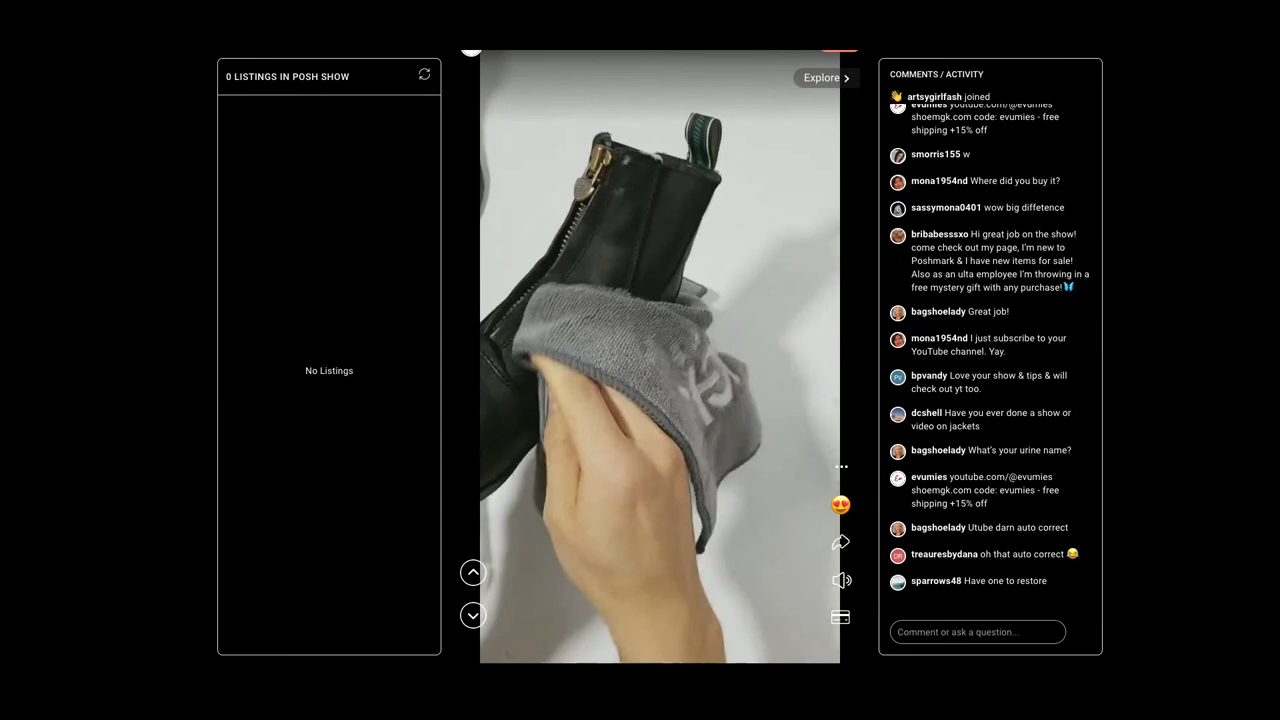 0 LISTINGS IN POSH SHOW
No Listings
Explore
COMMENTS / ACTIVITY
👋 artsygirlfash joined
evumies youtube.com/@evumies
shoemgk.com code: evumies - free
shipping +15% off
smorris155 w
mona1954nd Where did you buy it?
sassymona0401 wow big diffetence
bribabesssxo Hi great job on the show!
come check out my page, I'm new to
Poshmark & I have new items for sale!
Also as an ulta employee I'm throwing in a
free mystery gift with any purchase!🦋
bagshoelady Great job!
mona1954nd I just subscribe to your
YouTube channel. Yay.
PV
bpvandy Love your show & tips & will
check out yt too.
dcshell Have you ever done a show or
video on jackets
bagshoelady What's your urine name?
evumies youtube.com/@evumies
shoemgk.com code: evumies - free
shipping +15% off
bagshoelady Utube darn auto correct
DR
treauresbydana oh that auto correct 😂
sparrows48 Have one to restore
Comment or ask a question...